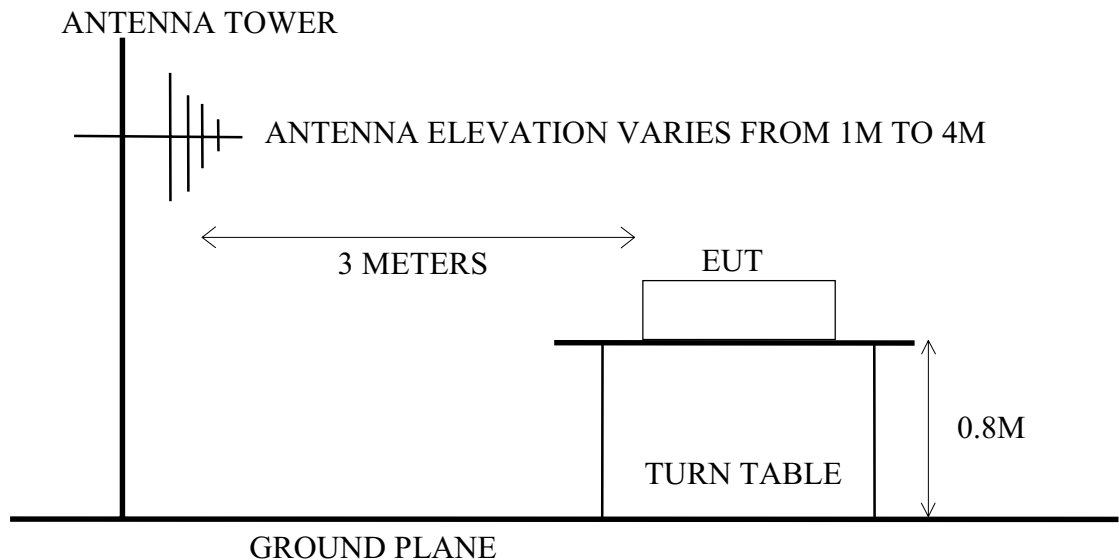 ANTENNA TOWER
ANTENNA ELEVATION VARIES FROM 1M TO 4M
3 METERS
EUT
0.8M
TURN TABLE
GROUND PLANE